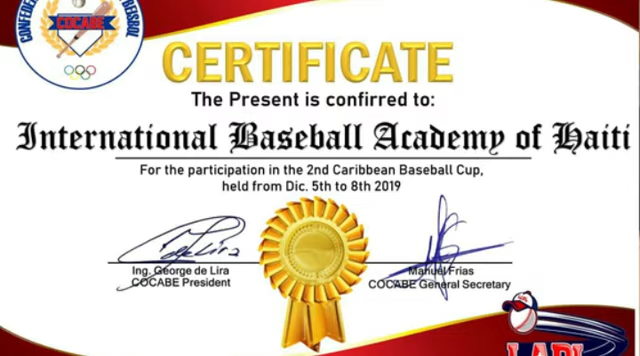 COCABE
CERTIFICATE
The Present is confirred to:
International Baseball Academy of Haiti
For the participation in the 2nd Caribbean Baseball Cup,
held from Dic. 5th to 8th 2019
Ing. George de Lira
COCABE President
Manuel Frias
COCABE General Secretary